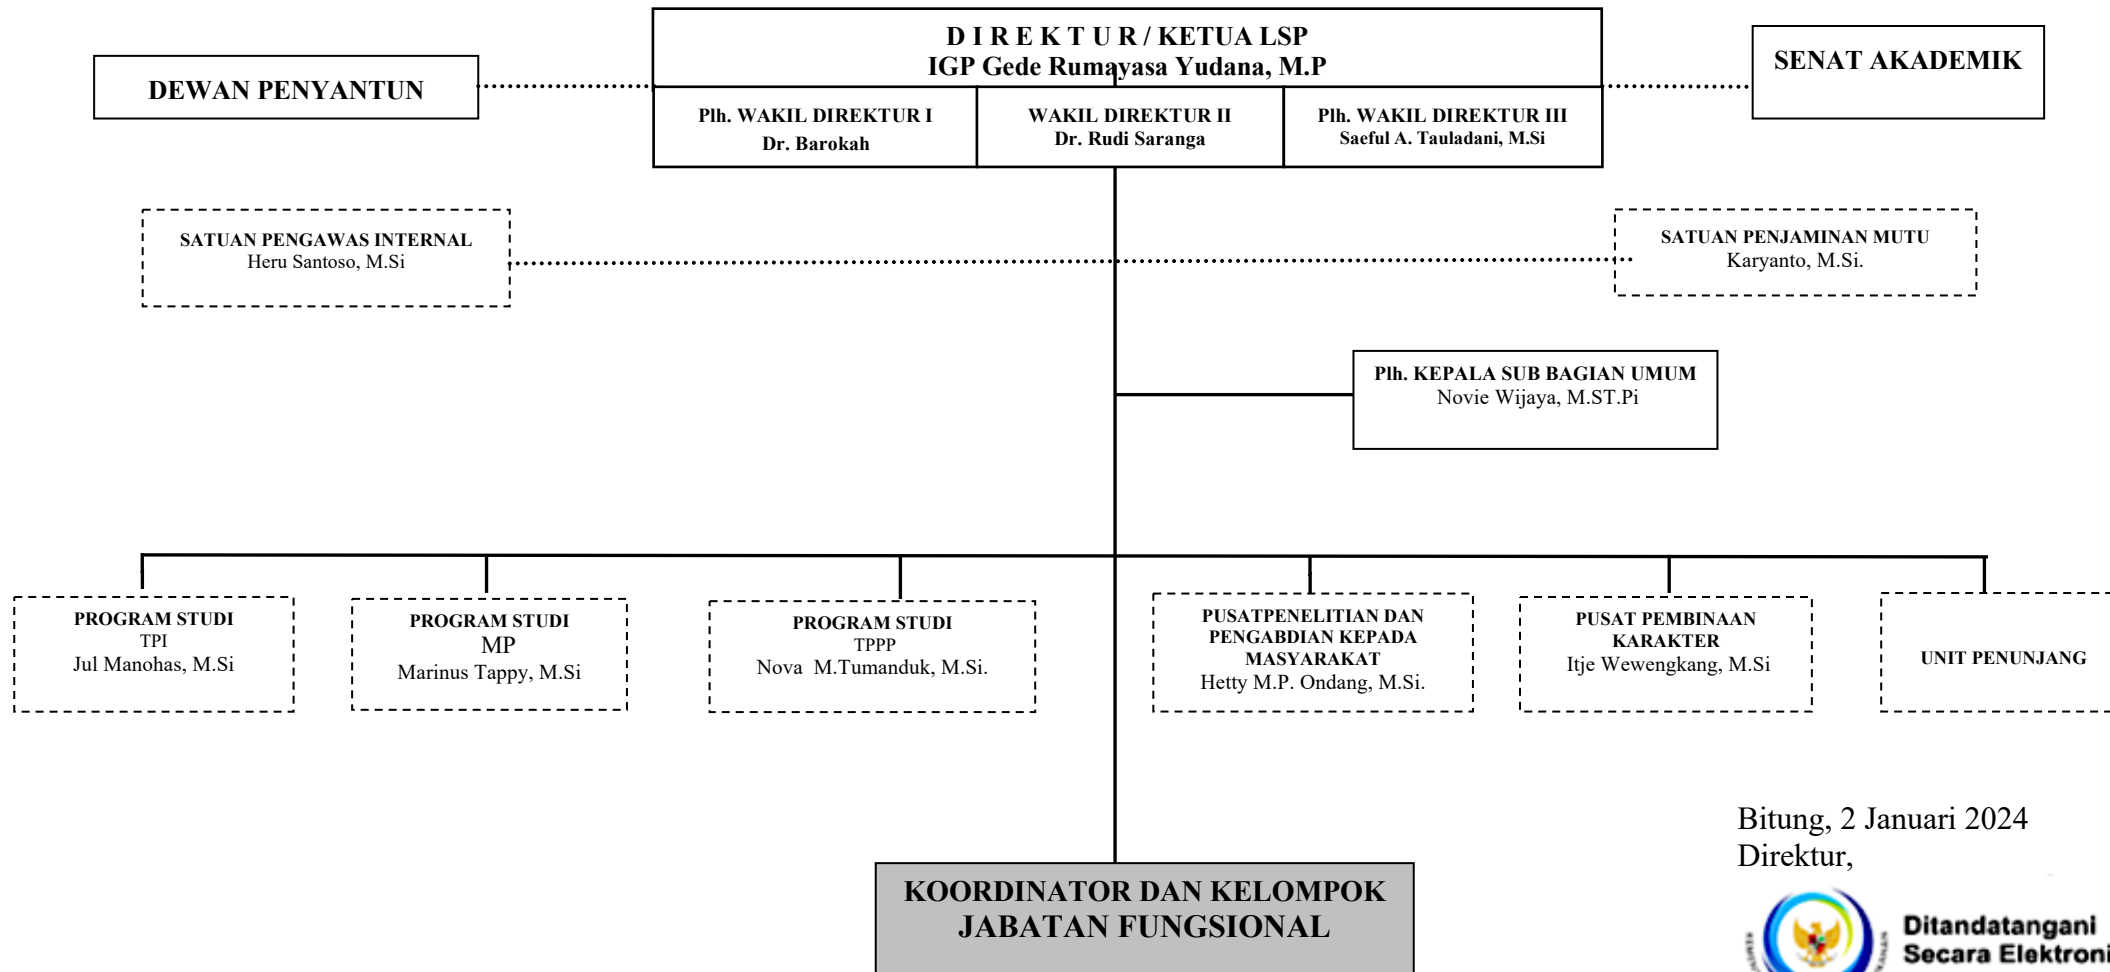 D I R E K T U R / KETUA LSP
IGP Gede Rumayasa Yudana, M.P
DEWAN PENYANTUN
SENAT AKADEMIK
Plh. WAKIL DIREKTUR I
Dr. Barokah
WAKIL DIREKTUR II
Dr. Rudi Saranga
Plh. WAKIL DIREKTUR III
Saeful A. Tauladani, M.Si
SATUAN PENGAWAS INTERNAL
Heru Santoso, M.Si
SATUAN PENJAMINAN MUTU
Karyanto, M.Si.
Plh. KEPALA SUB BAGIAN UMUM
Novie Wijaya, M.ST.Pi
PROGRAM STUDI
TPI
Jul Manohas, M.Si
PROGRAM STUDI
MP
Marinus Tappy, M.Si
PROGRAM STUDI
TPPP
Nova  M.Tumanduk, M.Si.
PUSATPENELITIAN DAN
PENGABDIAN KEPADA
MASYARAKAT
Hetty M.P. Ondang, M.Si.
PUSAT PEMBINAAN
KARAKTER
Itje Wewengkang, M.Si
UNIT PENUNJANG
Bitung, 2 Januari 2024
Direktur,
KOORDINATOR DAN KELOMPOK
JABATAN FUNGSIONAL
Ditandatangani
Secara Elektroni